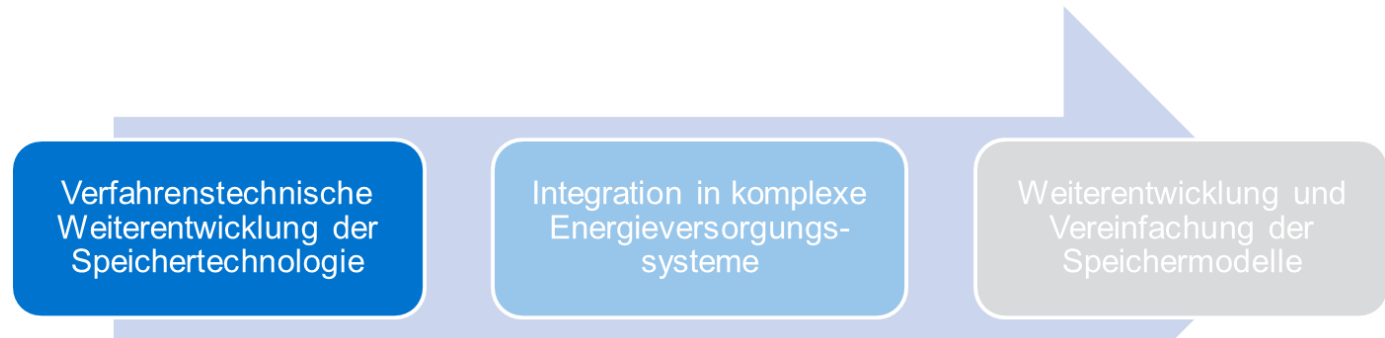 Verfahrenstechnische
Weiterentwicklung der
Speichertechnologie
Integration in komplexe
Energieversorgungs-
systeme
Weiterentwicklung und
Vereinfachung der
Speichermodelle